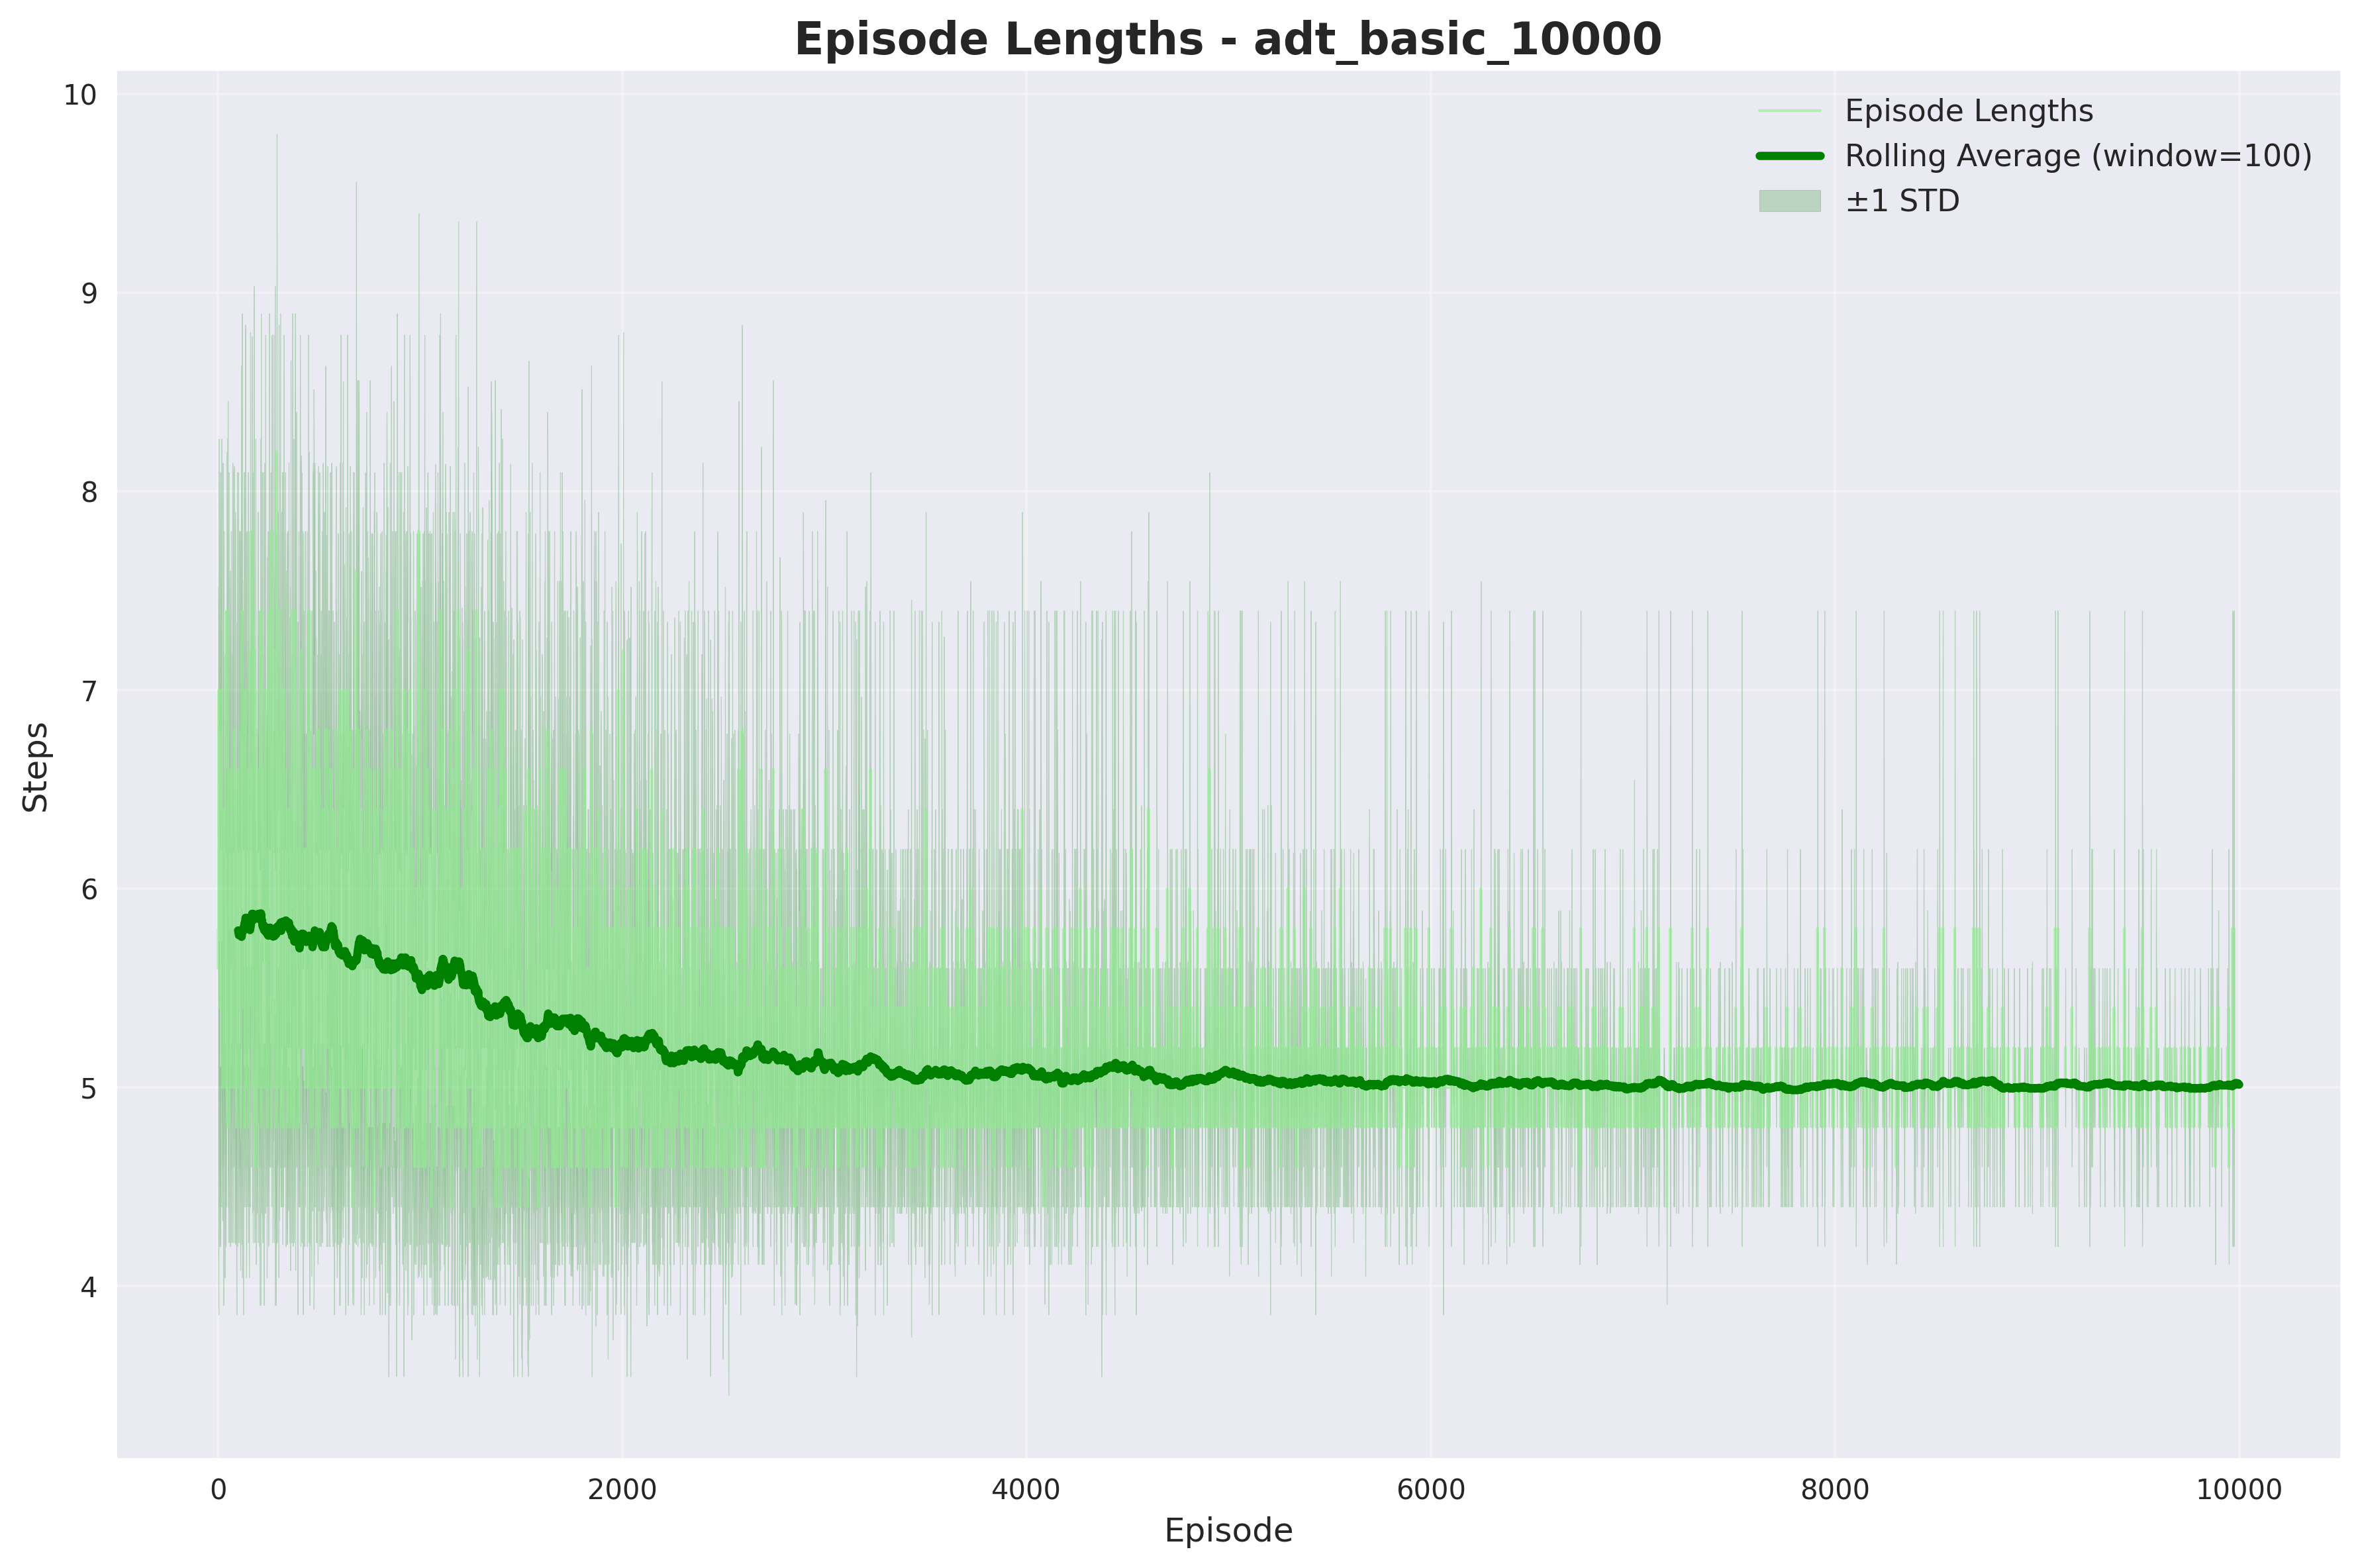 Episode Lengths - adt_basic_10000
Episode Lengths
Rolling Average (window=100)
±1 STD
10
9
8
7
6
5
4
Steps
0
2000
4000
6000
8000
10000
Episode